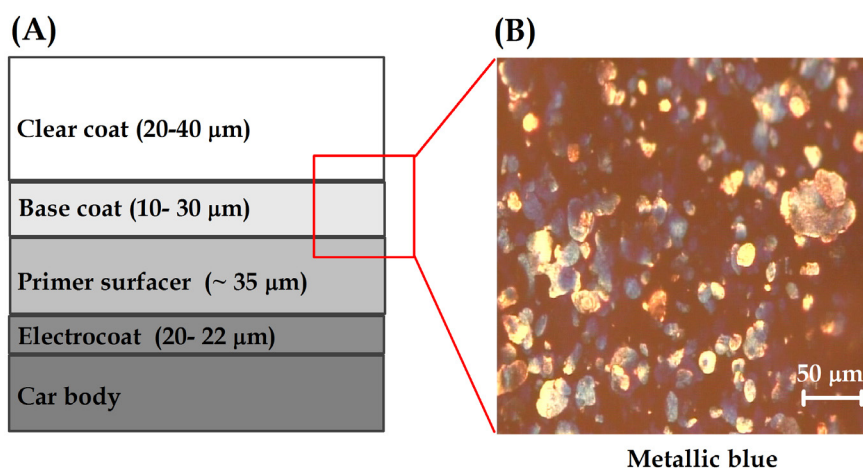 (A)
Clear coat (20-40 μm)
Base coat (10- 30 μm)
Primer surfacer (~ 35 μm)
Electrocoat (20- 22 μm)
Car body
(B)
50 μm
Metallic blue